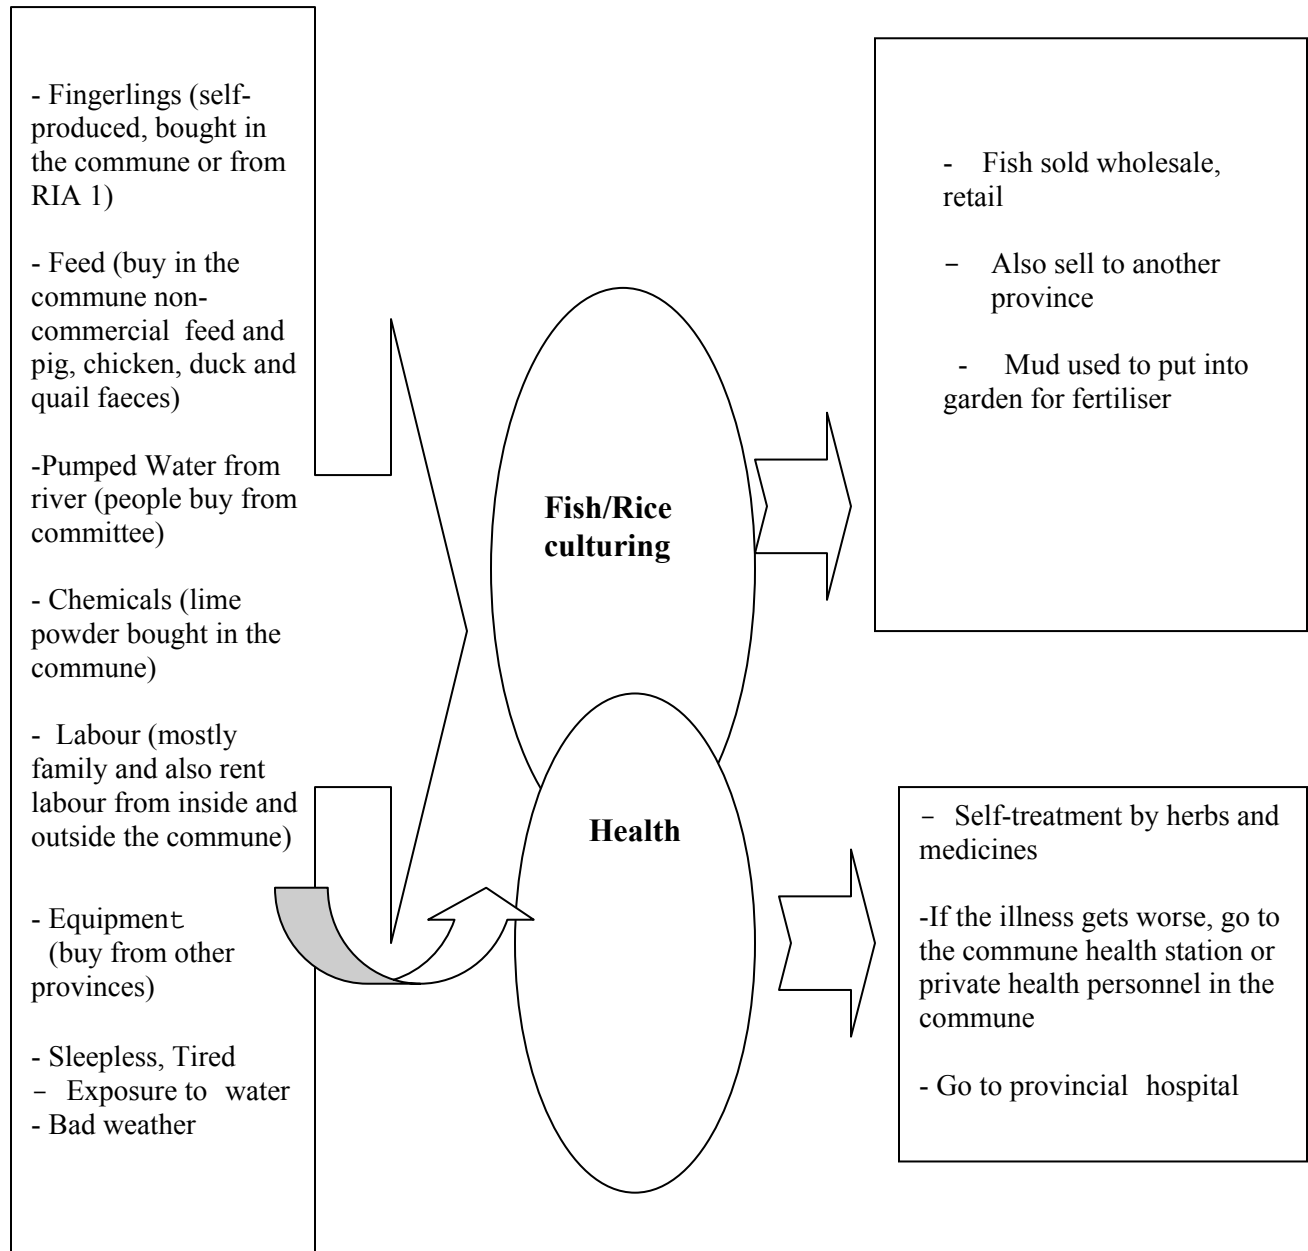 - Fingerlings (self-
produced, bought in
the commune or from
RIA 1)
- Feed (buy in the
commune non-
commercial feed and
pig, chicken, duck and
quail faeces)
-Pumped Water from
river (people buy from
committee)
- Chemicals (lime
powder bought in the
commune)
- Labour (mostly
family and also rent
labour from inside and
outside the commune)
- Equipment
(buy from other
provinces)
- Sleepless, Tired
- Exposure to water
- Bad weather
Fish/Rice
culturing
Health
- Fish sold wholesale,
retail
- Also sell to another
province
- Mud used to put into
garden for fertiliser
- Self-treatment by herbs and
medicines
-If the illness gets worse, go to
the commune health station or
private health personnel in the
commune
- Go to provincial hospital